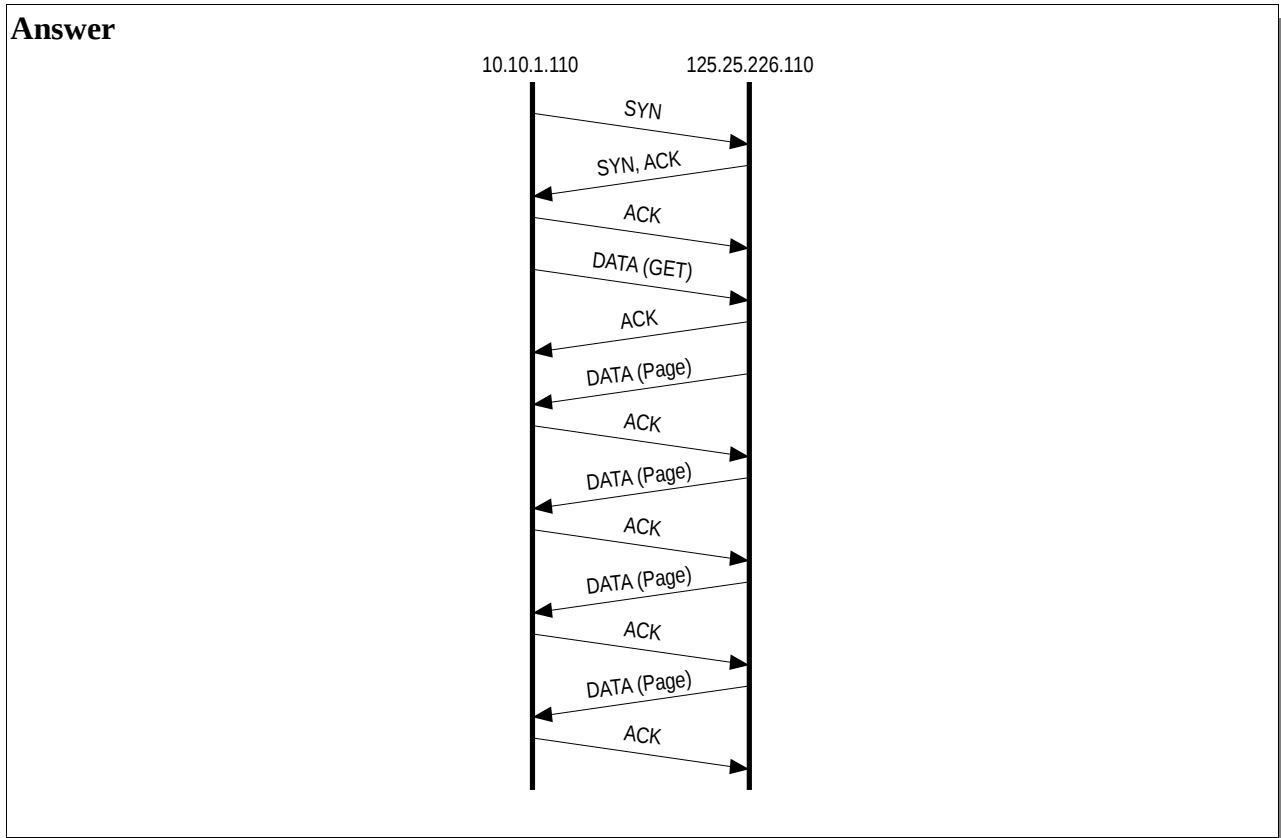 Answer
10.10.1.110 125.25.226.110
SYN
SYN, ACK
ACK
DATA (GET)
ACK
DATA (Page)
ACK
DATA (Page)
ACK
DATA (Page)
ACK
DATA (Page)
ACK